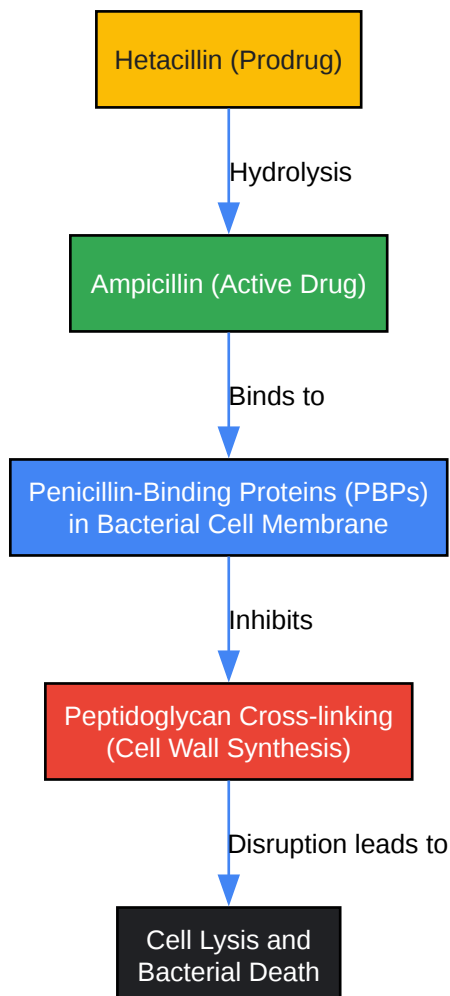 Hetacillin (Prodrug)
Hydrolysis
Ampicillin (Active Drug)
Binds to
Penicillin-Binding Proteins (PBPs)
in Bacterial Cell Membrane
Inhibits
Peptidoglycan Cross-linking
(Cell Wall Synthesis)
Disruption leads to
Cell Lysis and
Bacterial Death